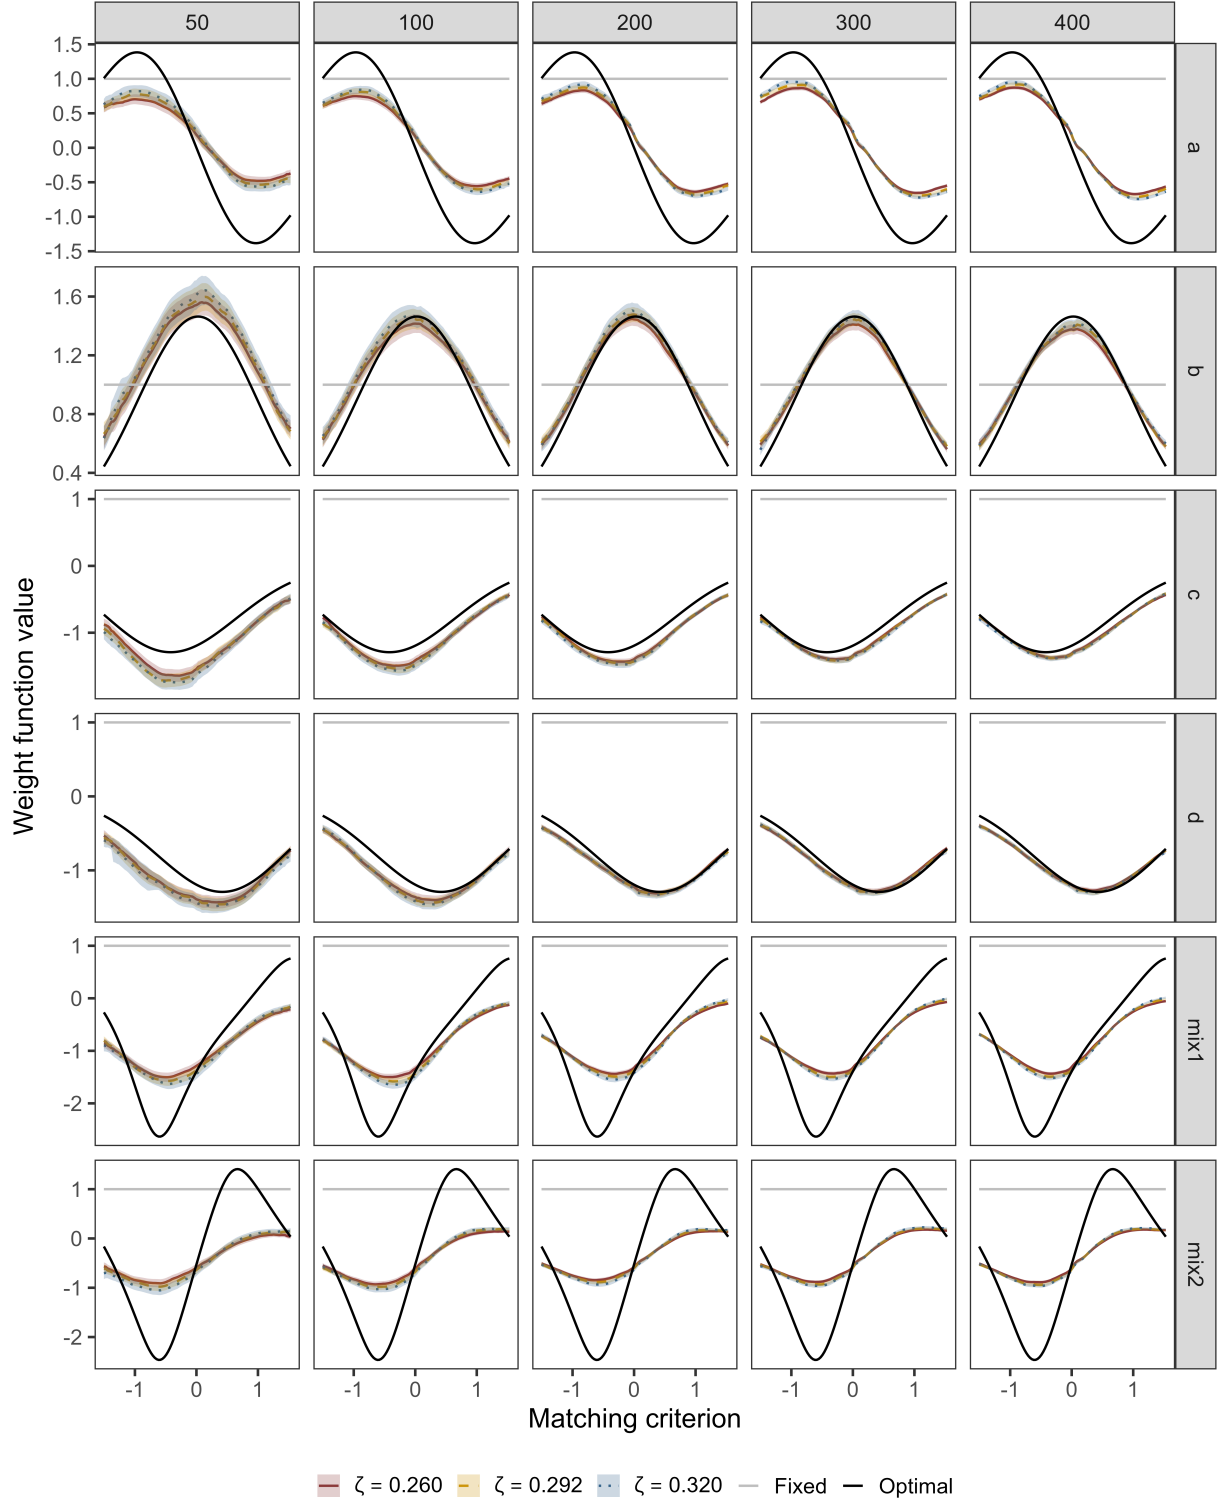 50 100 200 300 400
1.5
1.0
0.5
0.0
-0.5
-1.0
-1.5
a
1.6
1.2
0.8
0.4
b
1
0
-1
c
1
0
-1
d
1
0
-1
-2
mix1
1
0
-1
-2
mix2
Weight function value
-1 0 1 -1 0 1 -1 0 1 -1 0 1 -1 0 1
Matching criterion
ζ = 0.260 ζ = 0.292 ζ = 0.320 Fixed Optimal